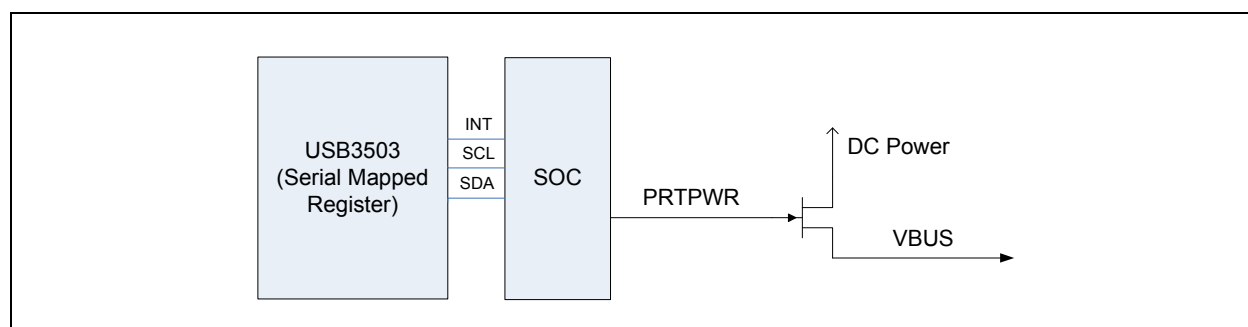 USB3503
(Serial Mapped
Register)
INT
SCL
SDA
SOC
PRTPWR
DC Power
VBUS